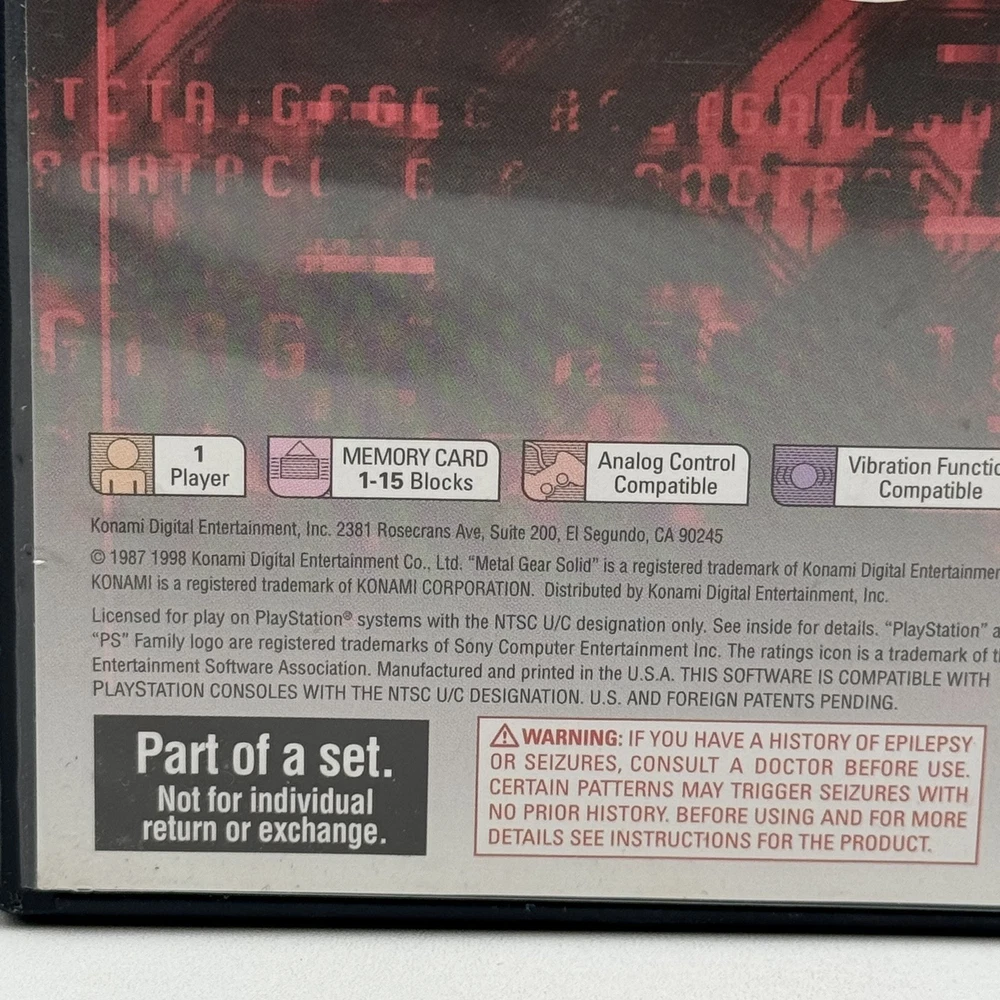 1
Player
MEMORY CARD
1-15 Blocks
Analog Control
Compatible
Vibration Functio
Compatible
Konami Digital Entertainment, Inc. 2381 Rosecrans Ave, Suite 200, El Segundo, CA 90245
© 1987 1998 Konami Digital Entertainment Co., Ltd. “Metal Gear Solid” is a registered trademark of Konami Digital Entertainmen
KONAMI is a registered trademark of KONAMI CORPORATION. Distributed by Konami Digital Entertainment, Inc.
Licensed for play on PlayStation® systems with the NTSC U/C designation only. See inside for details. “PlayStation” a
“PS” Family logo are registered trademarks of Sony Computer Entertainment Inc. The ratings icon is a trademark of t
Entertainment Software Association. Manufactured and printed in the U.S.A. THIS SOFTWARE IS COMPATIBLE WITH
PLAYSTATION CONSOLES WITH THE NTSC U/C DESIGNATION. U.S. AND FOREIGN PATENTS PENDING.
Part of a set.
Not for individual
return or exchange.
WARNING: IF YOU HAVE A HISTORY OF EPILEPSY
OR SEIZURES, CONSULT A DOCTOR BEFORE USE.
CERTAIN PATTERNS MAY TRIGGER SEIZURES WITH
NO PRIOR HISTORY. BEFORE USING AND FOR MORE
DETAILS SEE INSTRUCTIONS FOR THE PRODUCT.